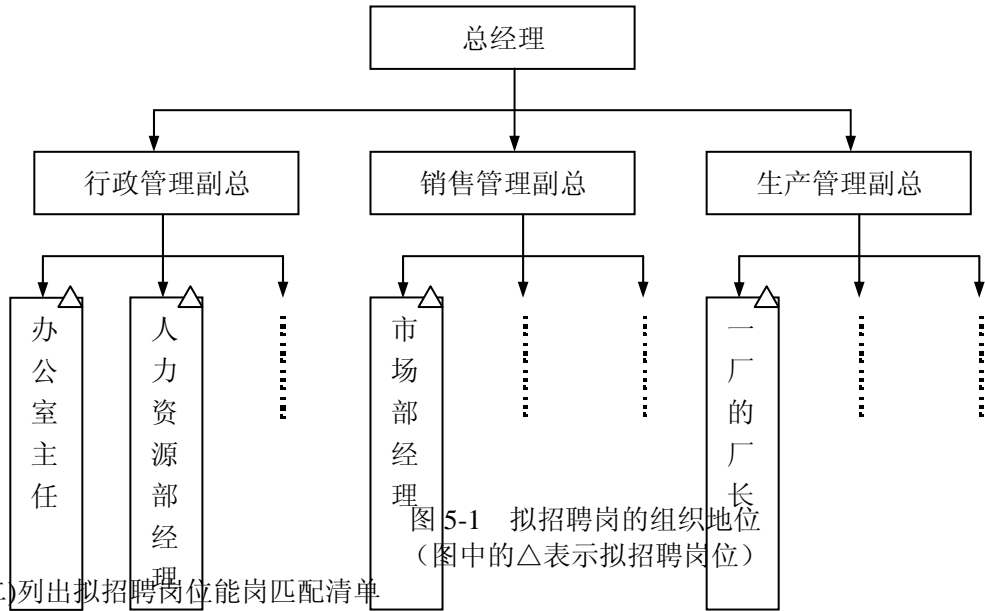 总经理
行政管理副总
销售管理副总
生产管理副总
办公室主任
人力资源部经理
市场部经理
一厂的厂长
图 5-1 拟招聘岗的组织地位
（图中的△表示拟招聘岗位）
)列出拟招聘岗位能岗匹配清单